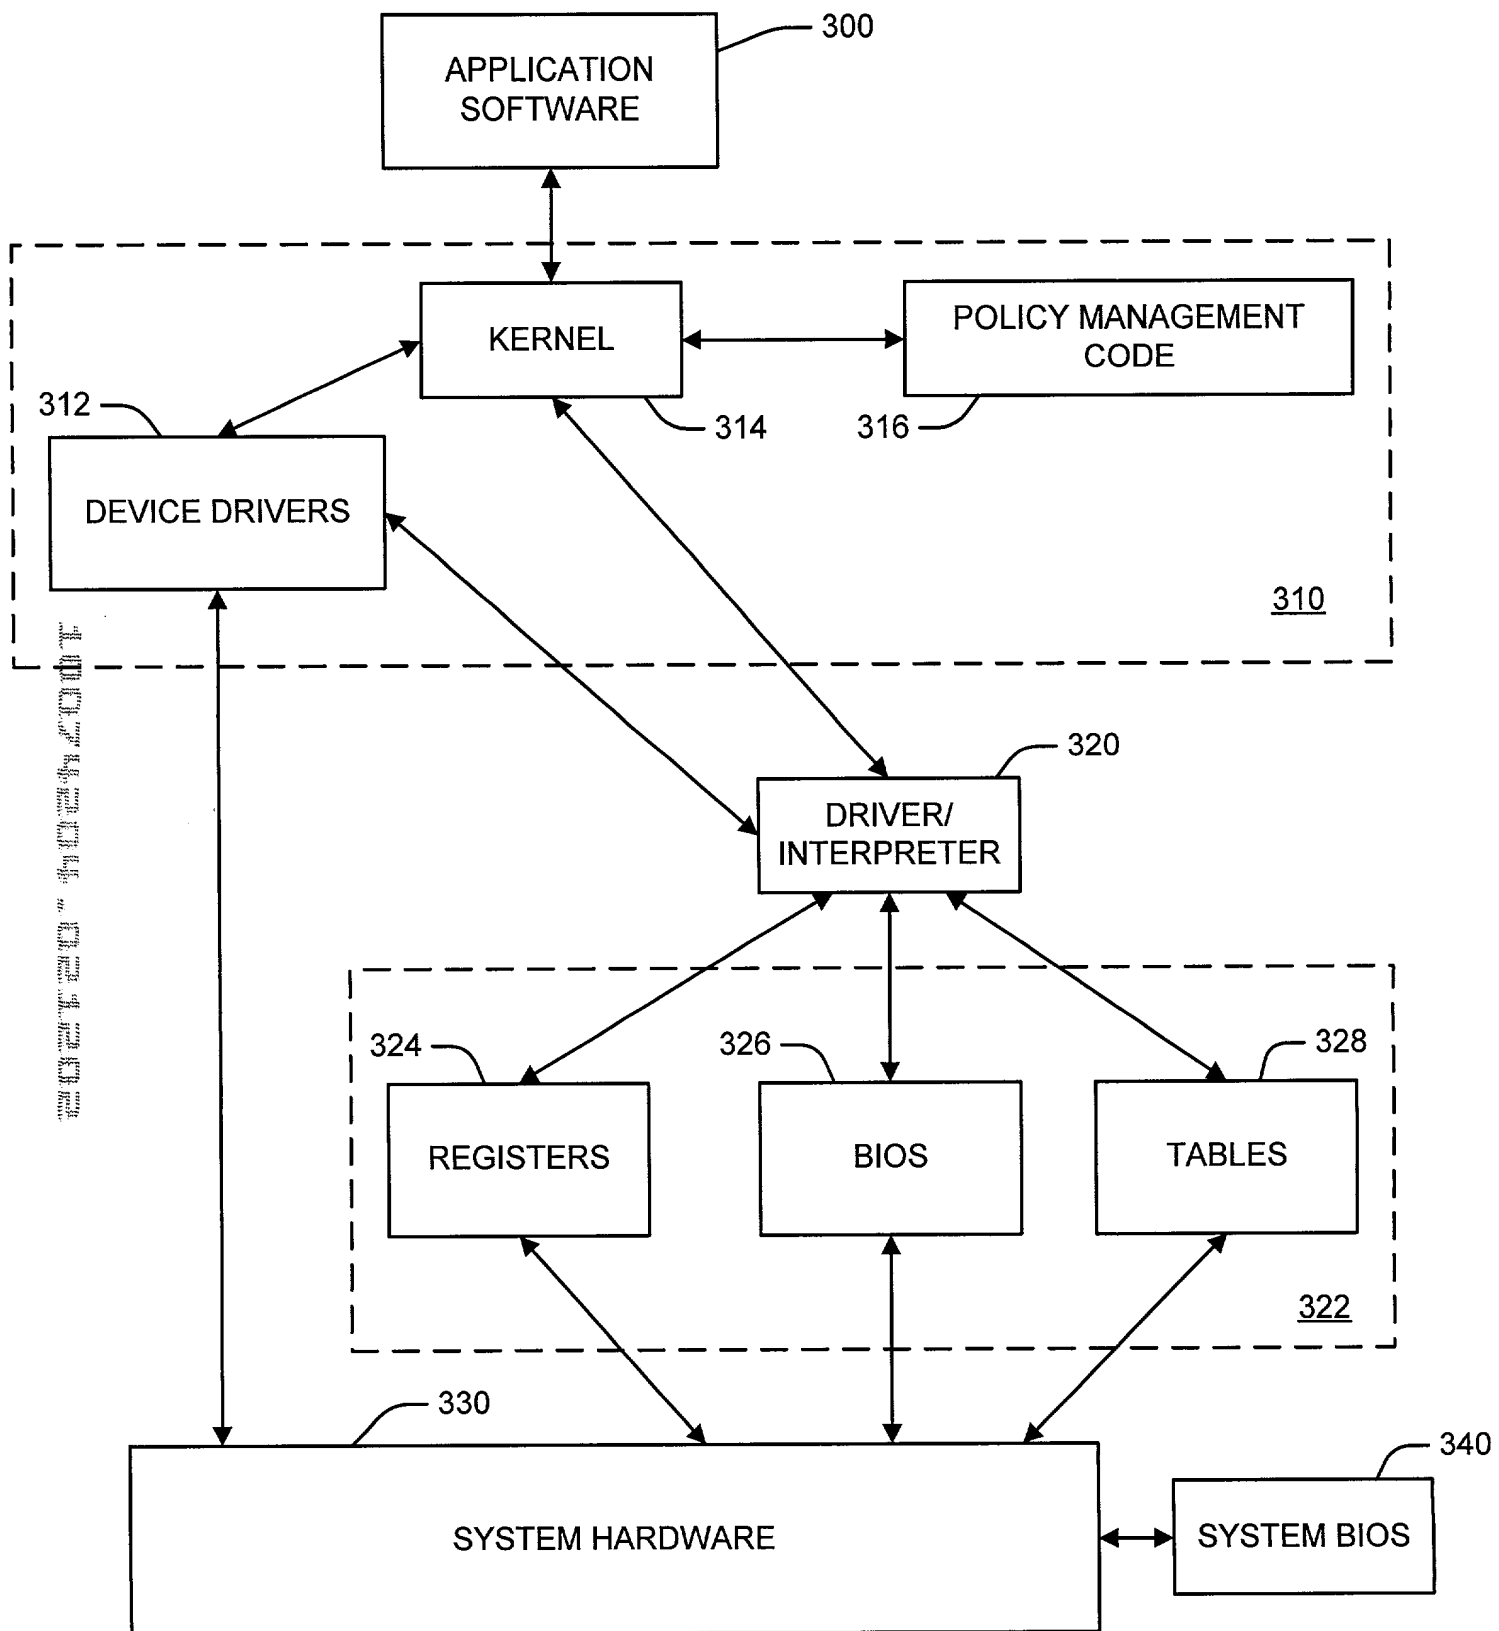 300
APPLICATION
SOFTWARE
KERNEL
POLICY MANAGEMENT
CODE
312
314
316
DEVICE DRIVERS
310
320
DRIVER/
INTERPRETER
324
326
328
REGISTERS
BIOS
TABLES
322
330
340
SYSTEM HARDWARE
SYSTEM BIOS